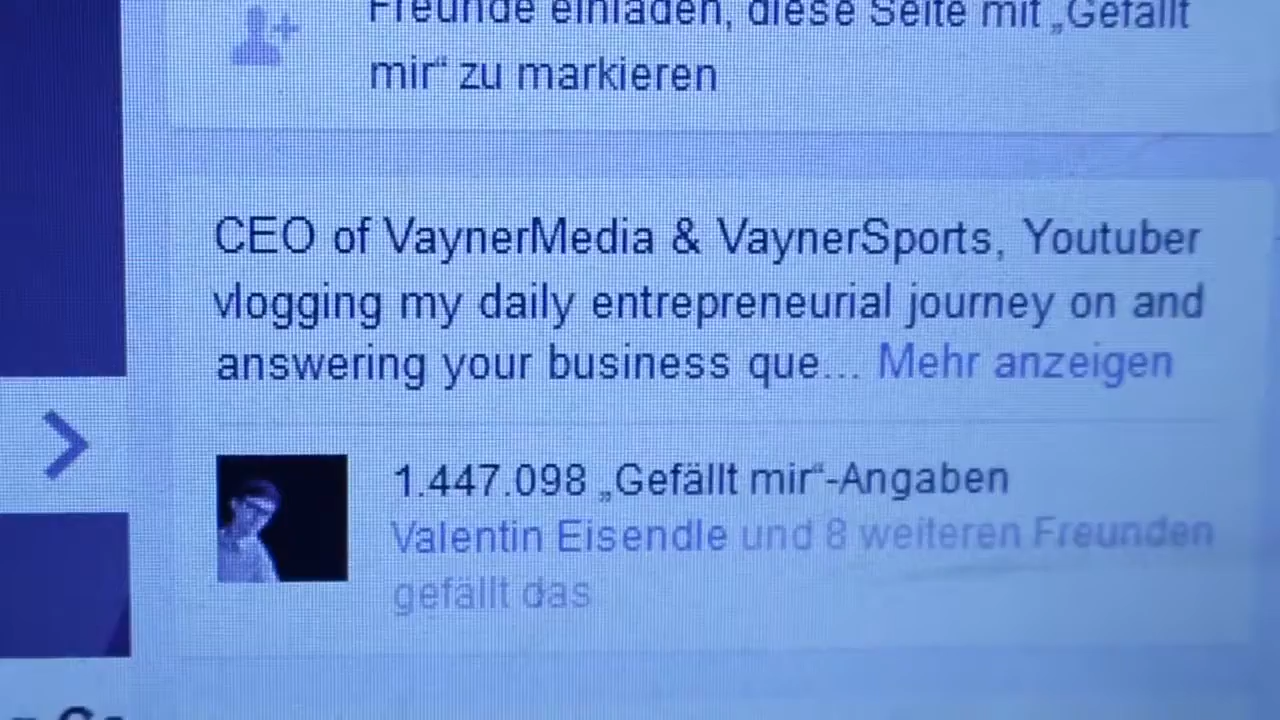 Freunde einladen, diese Seite mit „Gefällt
mir“ zu markieren
CEO of VaynerMedia & VaynerSports, Youtuber
vlogging my daily entrepreneurial journey on and
answering your business que... Mehr anzeigen
1.447.098 „Gefällt mir“-Angaben
Valentin Eisendle und 8 weiteren Freunden
gefällt das